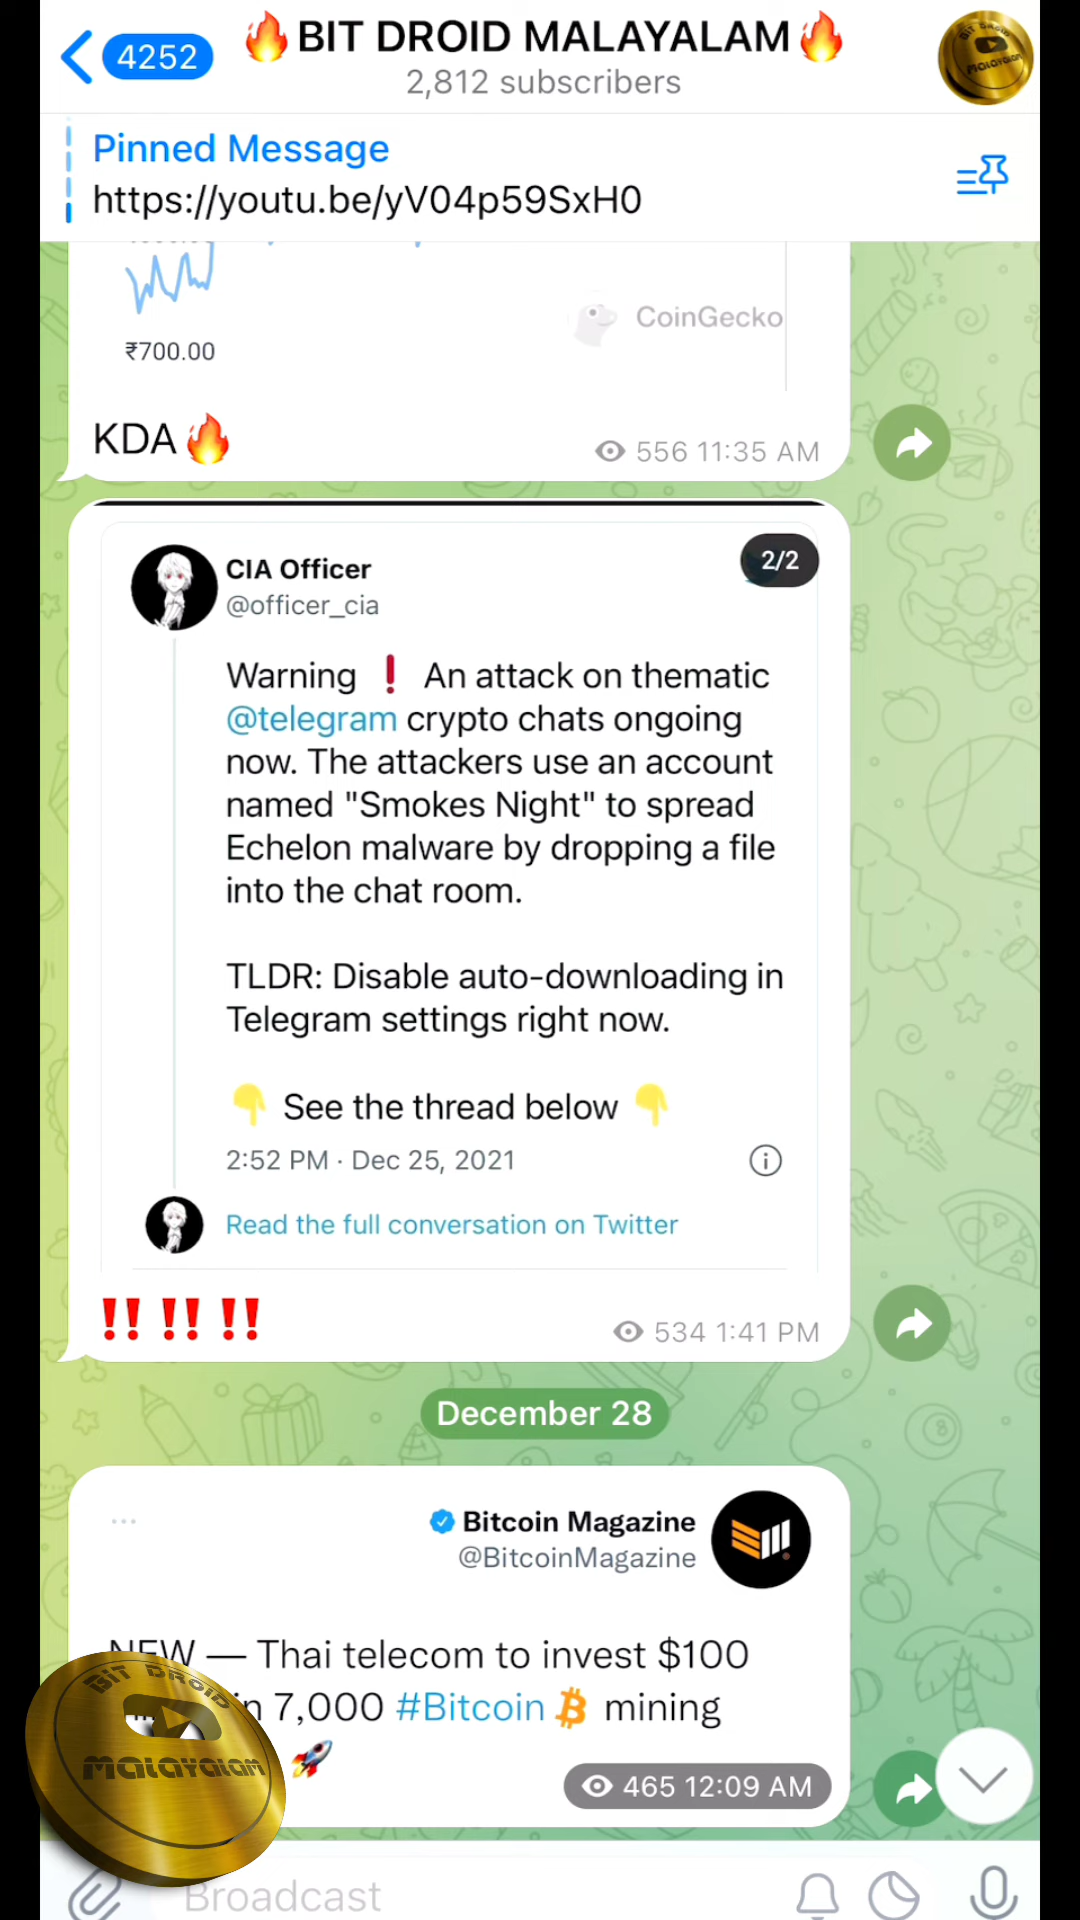 4252
🔥BIT DROID MALAYALAM🔥
2,812 subscribers
Pinned Message
https://youtu.be/yV04p59SxH0
CoinGecko
₹700.00
KDA🔥
556 11:35 AM
CIA Officer
2/2
@officer_cia
Warning ❗ An attack on thematic
@telegram crypto chats ongoing
now. The attackers use an account
named "Smokes Night" to spread
Echelon malware by dropping a file
into the chat room.
TLDR: Disable auto-downloading in
Telegram settings right now.
👇 See the thread below 👇
2:52 PM · Dec 25, 2021
Read the full conversation on Twitter
‼️ ‼️ ‼️
534 1:41 PM
December 28
Bitcoin Magazine
@BitcoinMagazine
NEW — Thai telecom to invest $100
7,000 #Bitcoin mining
🚀
465 12:09 AM
BIT DROID
MALAYALAM
Broadcast